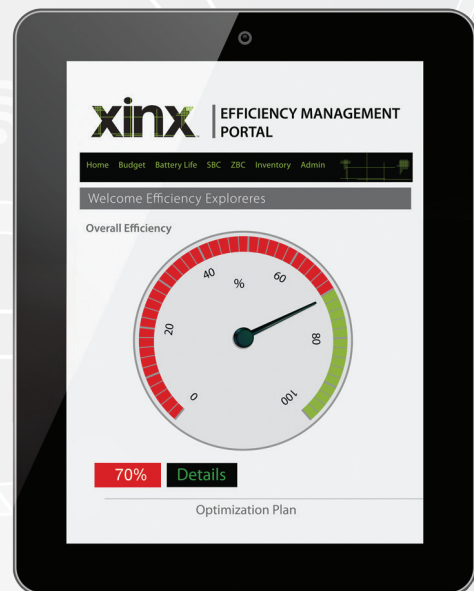 xinx
EFFICIENCY MANAGEMENT
PORTAL
Home Budget Battery Life SBC ZBC Inventory Admin
Welcome Efficiency Exploreres
Overall Efficiency
%
0
20
40
60
80
100
70% Details
Optimization Plan